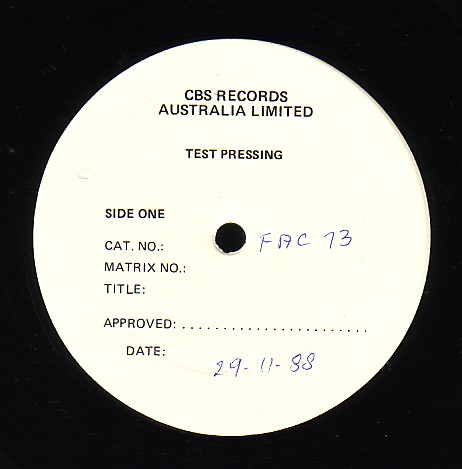 CBS RECORDS
AUSTRALIA LIMITED
TEST PRESSING
SIDE ONE
CAT. NO.: FAC 73
MATRIX NO.:
TITLE:
APPROVED: .......................
DATE:
29-11-88